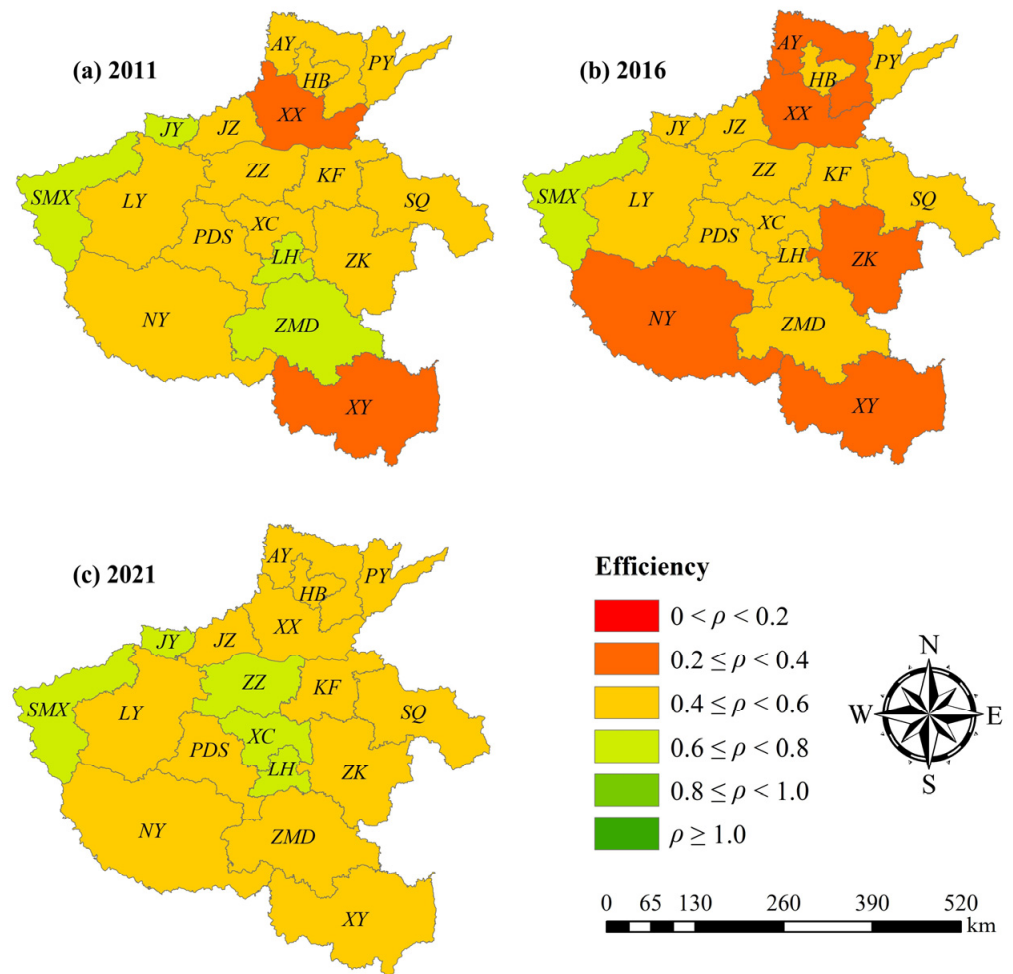 (a) 2011
AY
PY
HB
XX
JY
JZ
ZZ
KF
SMX
LY
SQ
PDS
XC
LH
ZK
NY
ZMD
XY
(b) 2016
AY
PY
HB
XX
JY
JZ
ZZ
KF
SMX
LY
SQ
PDS
XC
LH
ZK
NY
ZMD
XY
(c) 2021
AY
PY
HB
XX
JY
JZ
ZZ
KF
SMX
LY
SQ
XC
PDS
LH
ZK
NY
ZMD
XY
Efficiency
0 < ρ < 0.2
0.2 ≤ ρ < 0.4
0.4 ≤ ρ < 0.6
0.6 ≤ ρ < 0.8
0.8 ≤ ρ < 1.0
ρ ≥ 1.0
N
W E
S
0 65 130 260 390 520
km